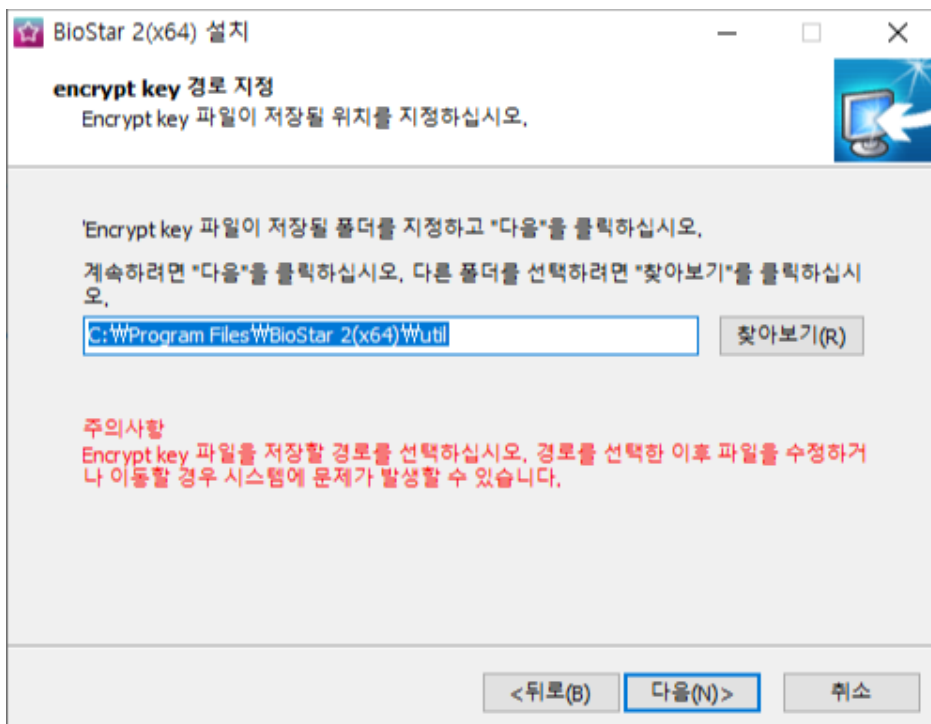 BioStar 2(x64) 설치
encrypt key 경로 지정
Encrypt key 파일이 저장될 위치를 지정하십시오.
'Encrypt key 파일이 저장될 폴더를 지정하고 "다음"을 클릭하십시오.
계속하려면 "다음"을 클릭하십시오. 다른 폴더를 선택하려면 "찾아보기"를 클릭하십시
오.
C:₩Program Files₩BioStar 2(x64)₩util
찾아보기(R)
주의사항
Encrypt key 파일을 저장할 경로를 선택하십시오. 경로를 선택한 이후 파일을 수정하거
나 이동할 경우 시스템에 문제가 발생할 수 있습니다.
<뒤로(B)
다음(N)>
취소